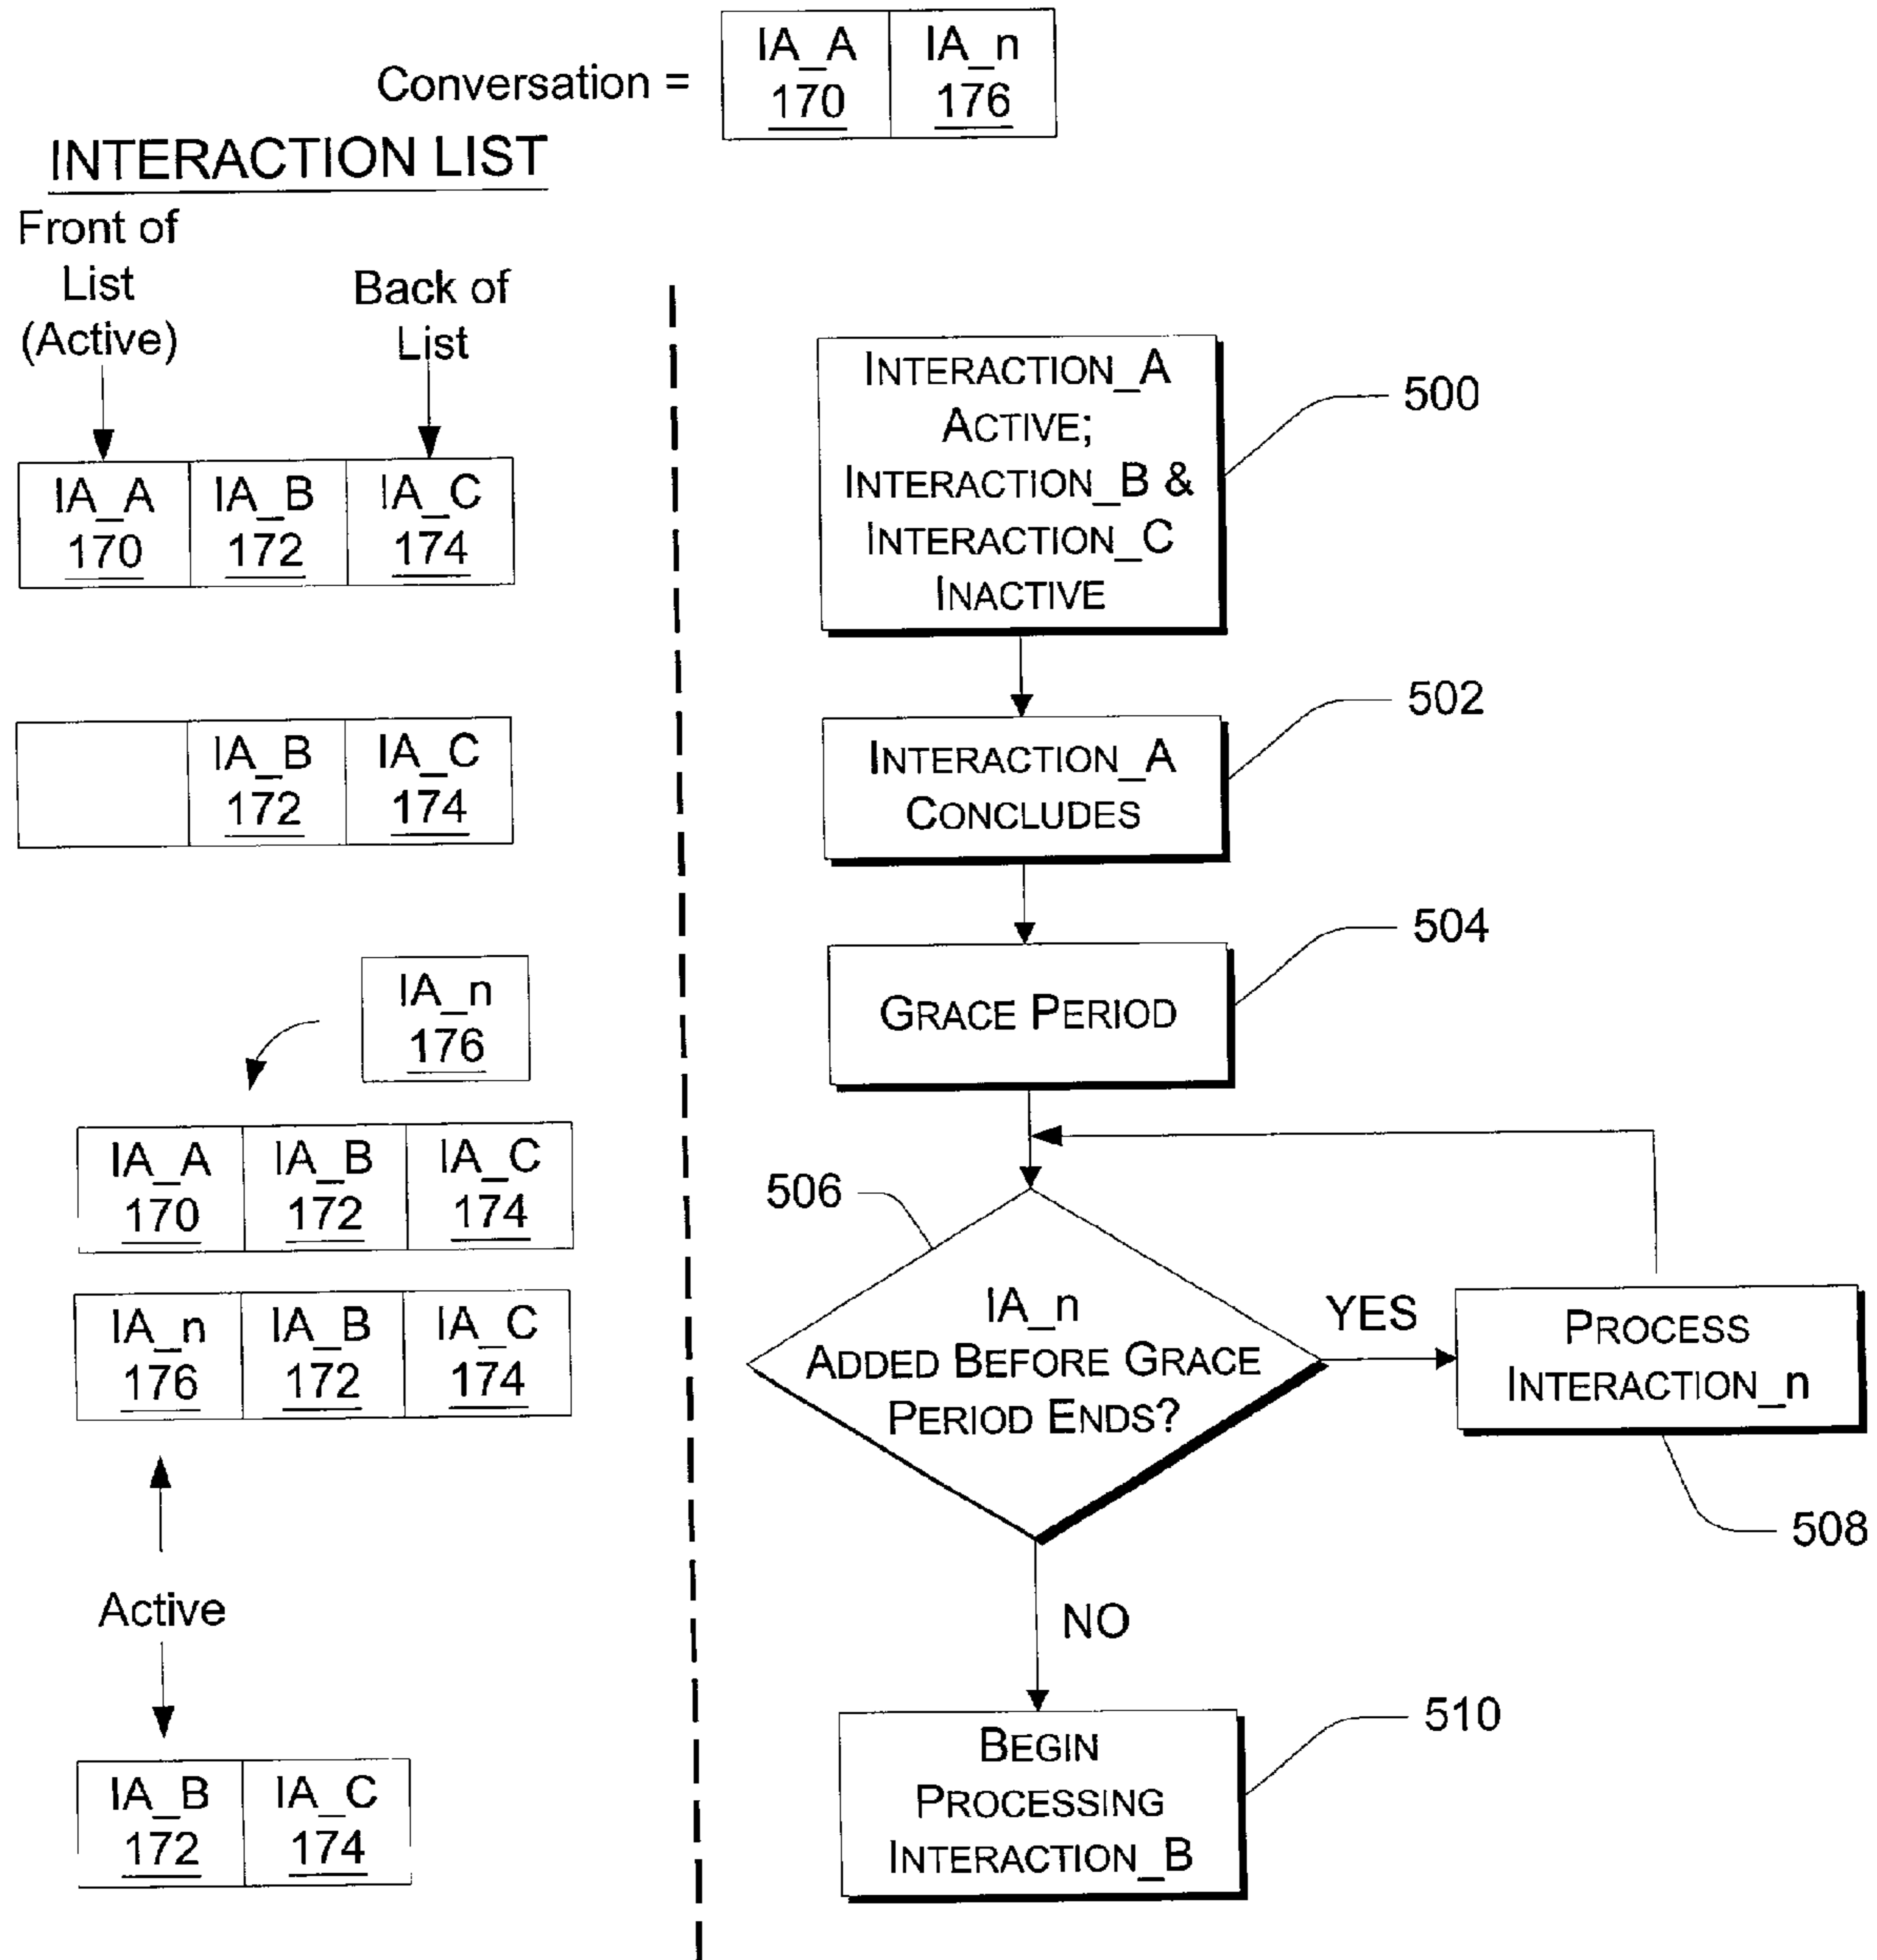 Conversation =
IA_A IA_n
170 176
INTERACTION LIST
Front of
List
(Active)
Back of
List
IA_A IA_B IA_C
170 172 174
INTERACTION_A
ACTIVE;
INTERACTION_B &
INTERACTION_C
INACTIVE
500
IA_B IA_C
172 174
INTERACTION_A
CONCLUDES
502
IA_n
176
GRACE PERIOD
504
IA_A IA_B IA_C
170 172 174
IA_n IA_B IA_C
176 172 174
506
IA_n
ADDED BEFORE GRACE
PERIOD ENDS?
YES
PROCESS
INTERACTION_n
508
Active
NO
IA_B IA_C
172 174
BEGIN
PROCESSING
INTERACTION_B
510